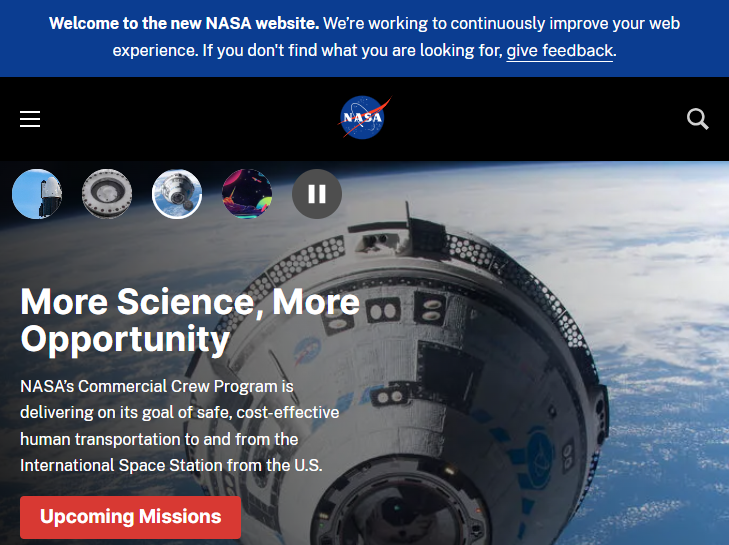 Welcome to the new NASA website. We’re working to continuously improve your web
experience. If you don't find what you are looking for, give feedback.
NASA
More Science, More
Opportunity
NASA’s Commercial Crew Program is
delivering on its goal of safe, cost-effective
human transportation to and from the
International Space Station from the U.S.
Upcoming Missions